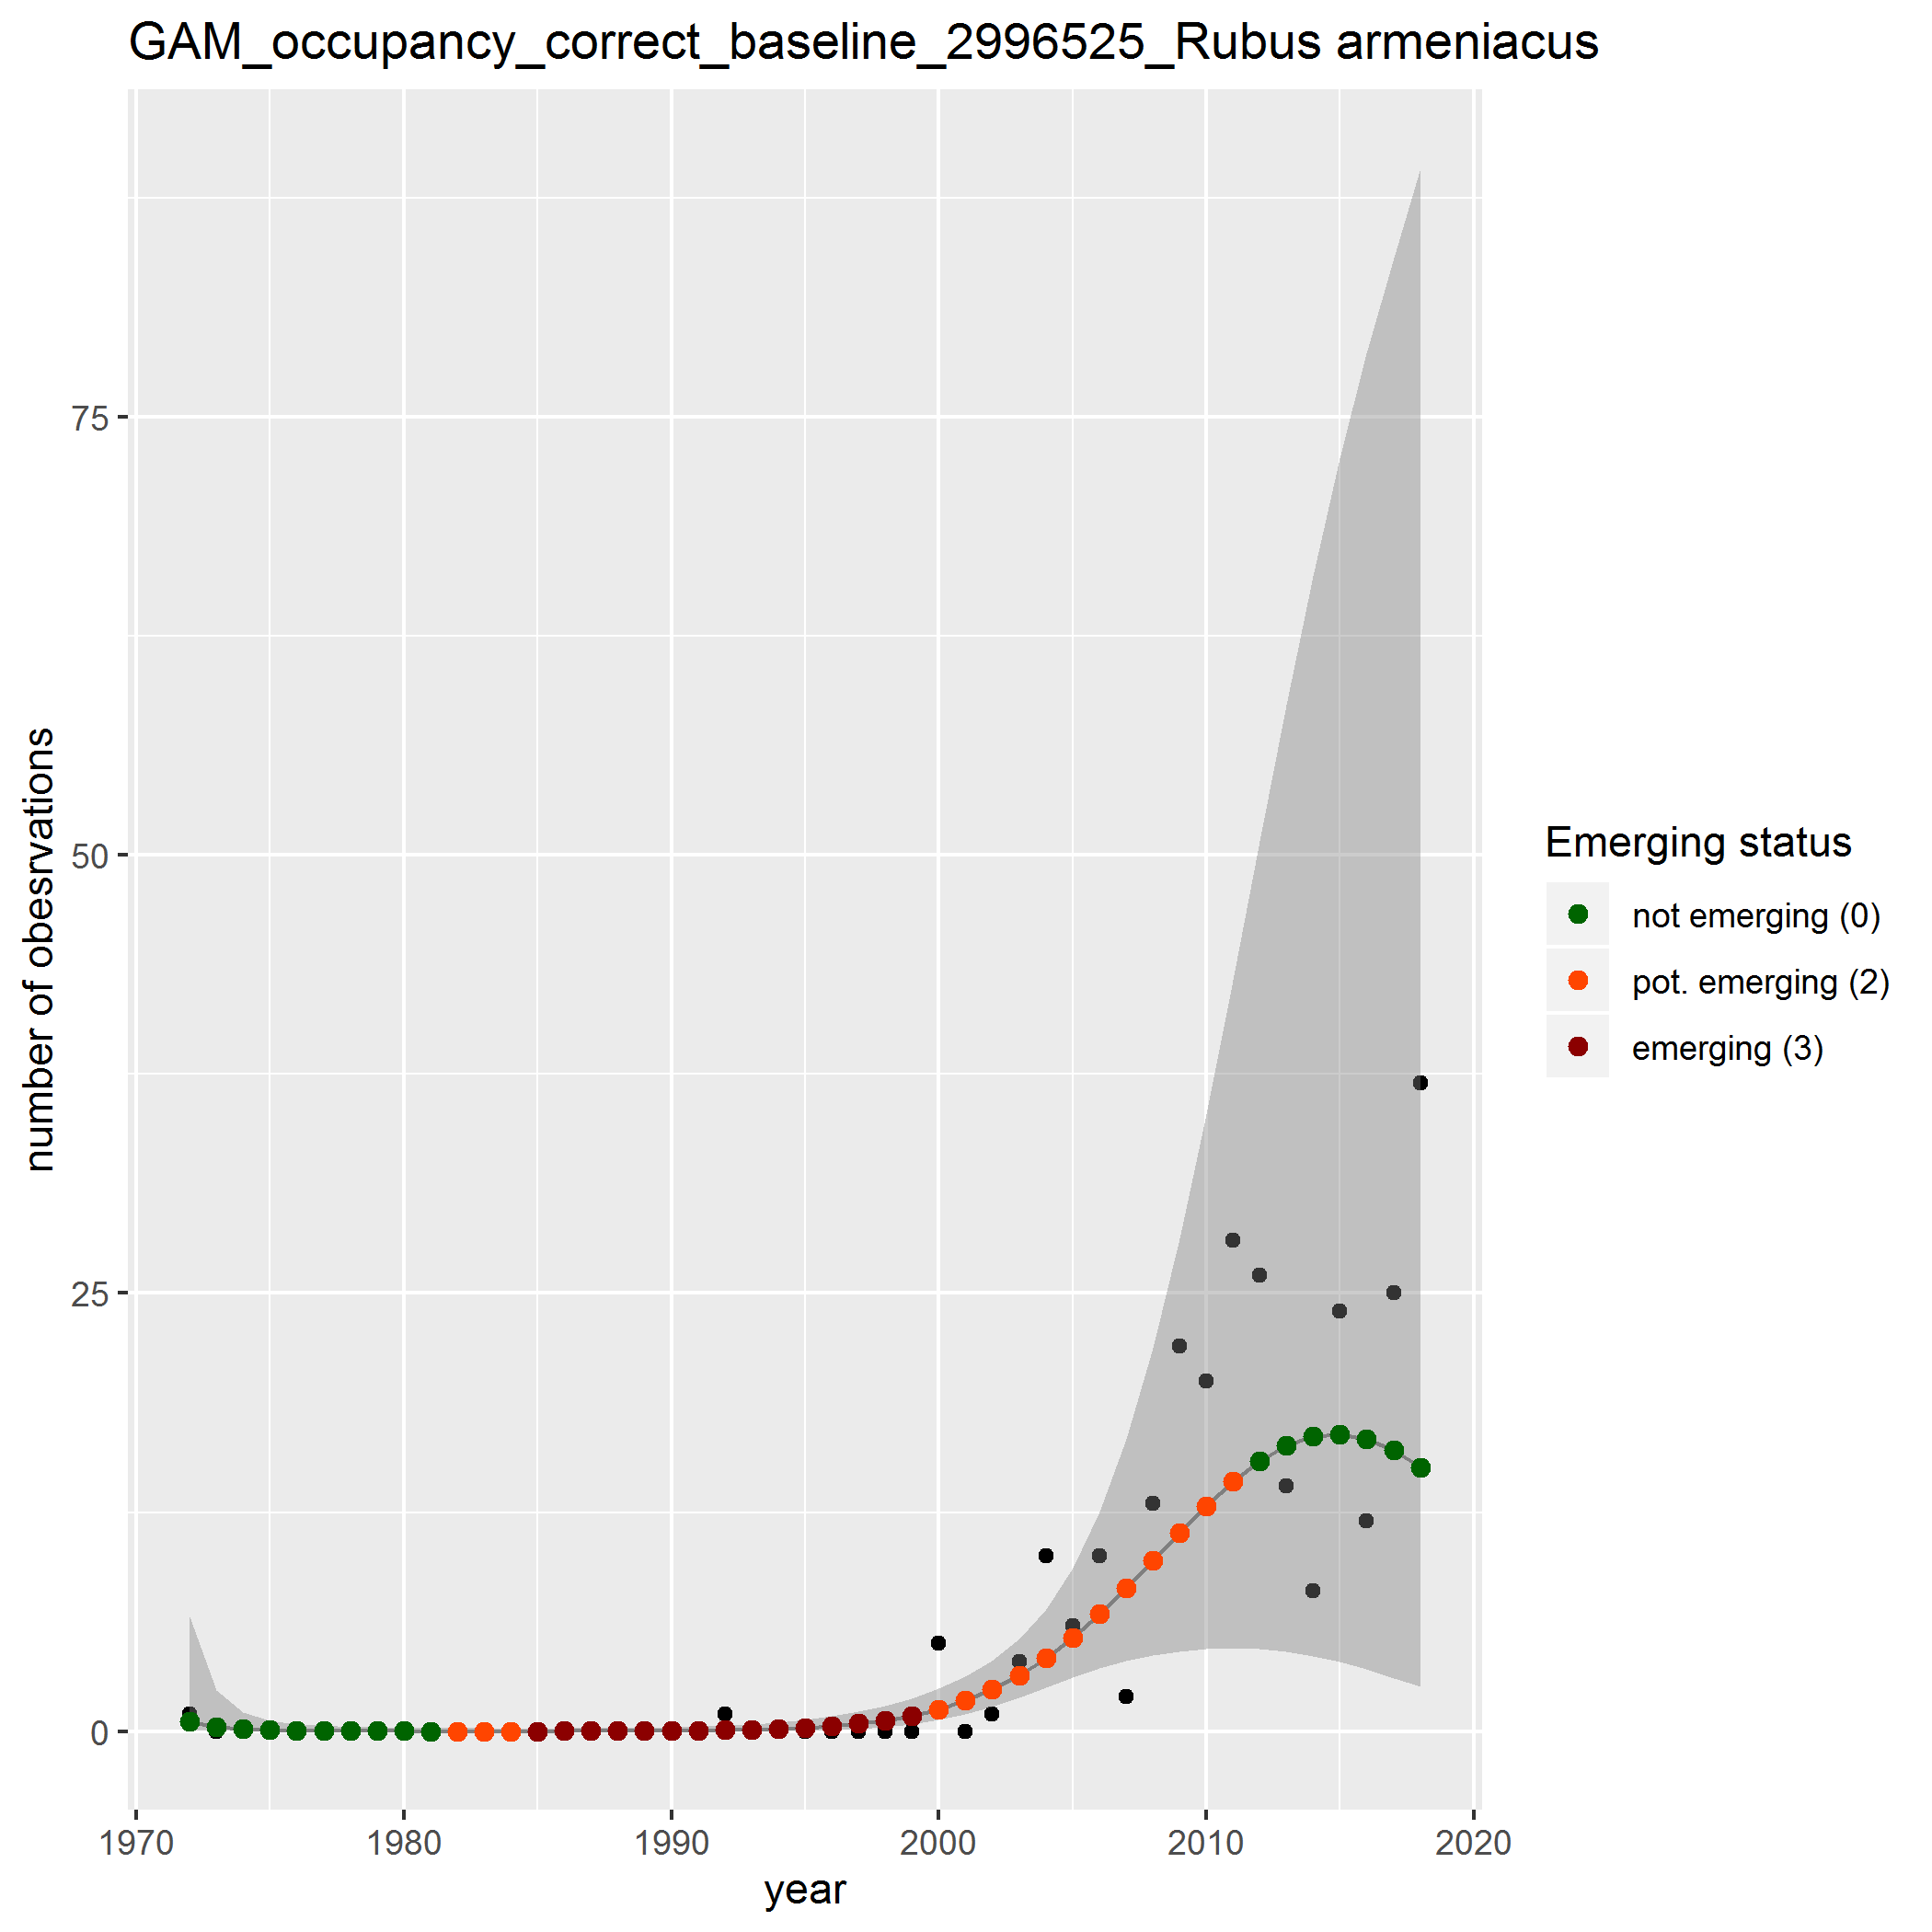 GAM_occupancy_correct_baseline_2996525_Rubus armeniacus
number of obesrvations
75
50
25
0
1970
1980
1990
2000
2010
2020
year
Emerging status
not emerging (0)
pot. emerging (2)
emerging (3)